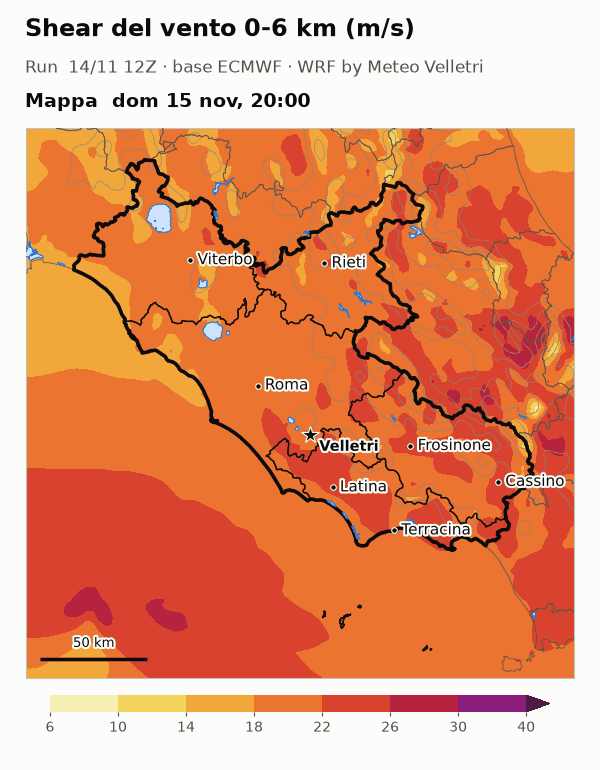 Shear del vento 0-6 km (m/s)
Run  14/11 12Z · base ECMWF · WRF by Meteo Velletri
Mappa  dom 15 nov, 20:00
Viterbo
Rieti
Roma
Velletri
Frosinone
Latina
Cassino
Terracina
50 km
6 10 14 18 22 26 30 40